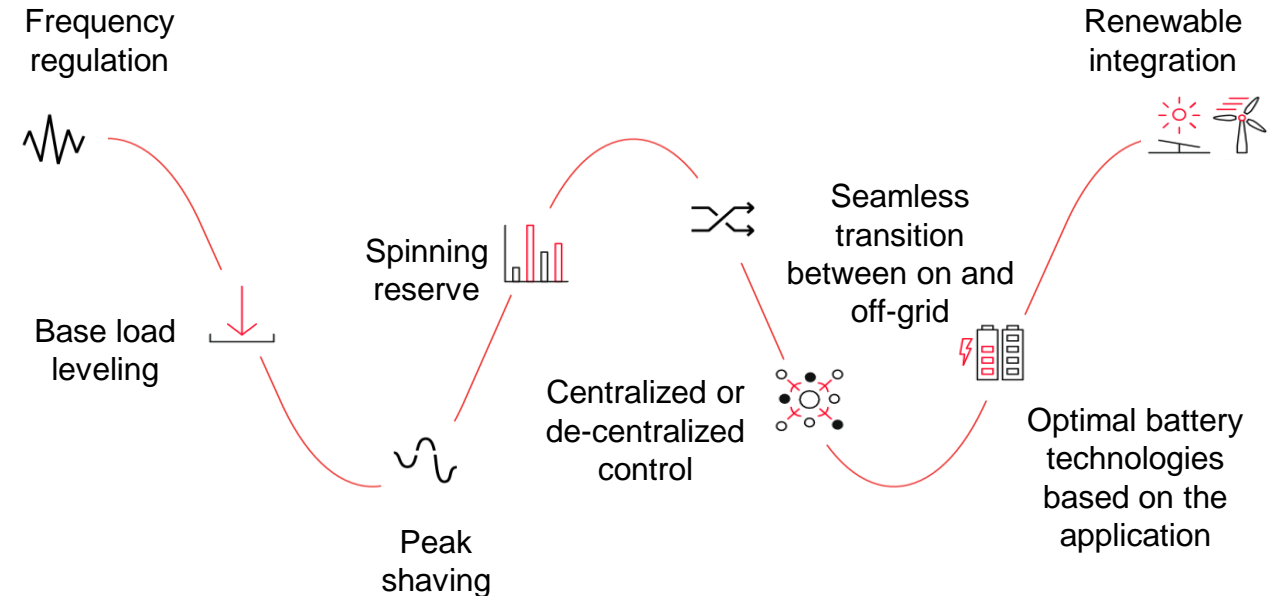 Frequency
regulation
Base load
leveling
Peak
shaving
Spinning
reserve
Seamless
transition
between on and
off-grid
Centralized or
de-centralized
control
Optimal battery
technologies
based on the
application
Renewable
integration